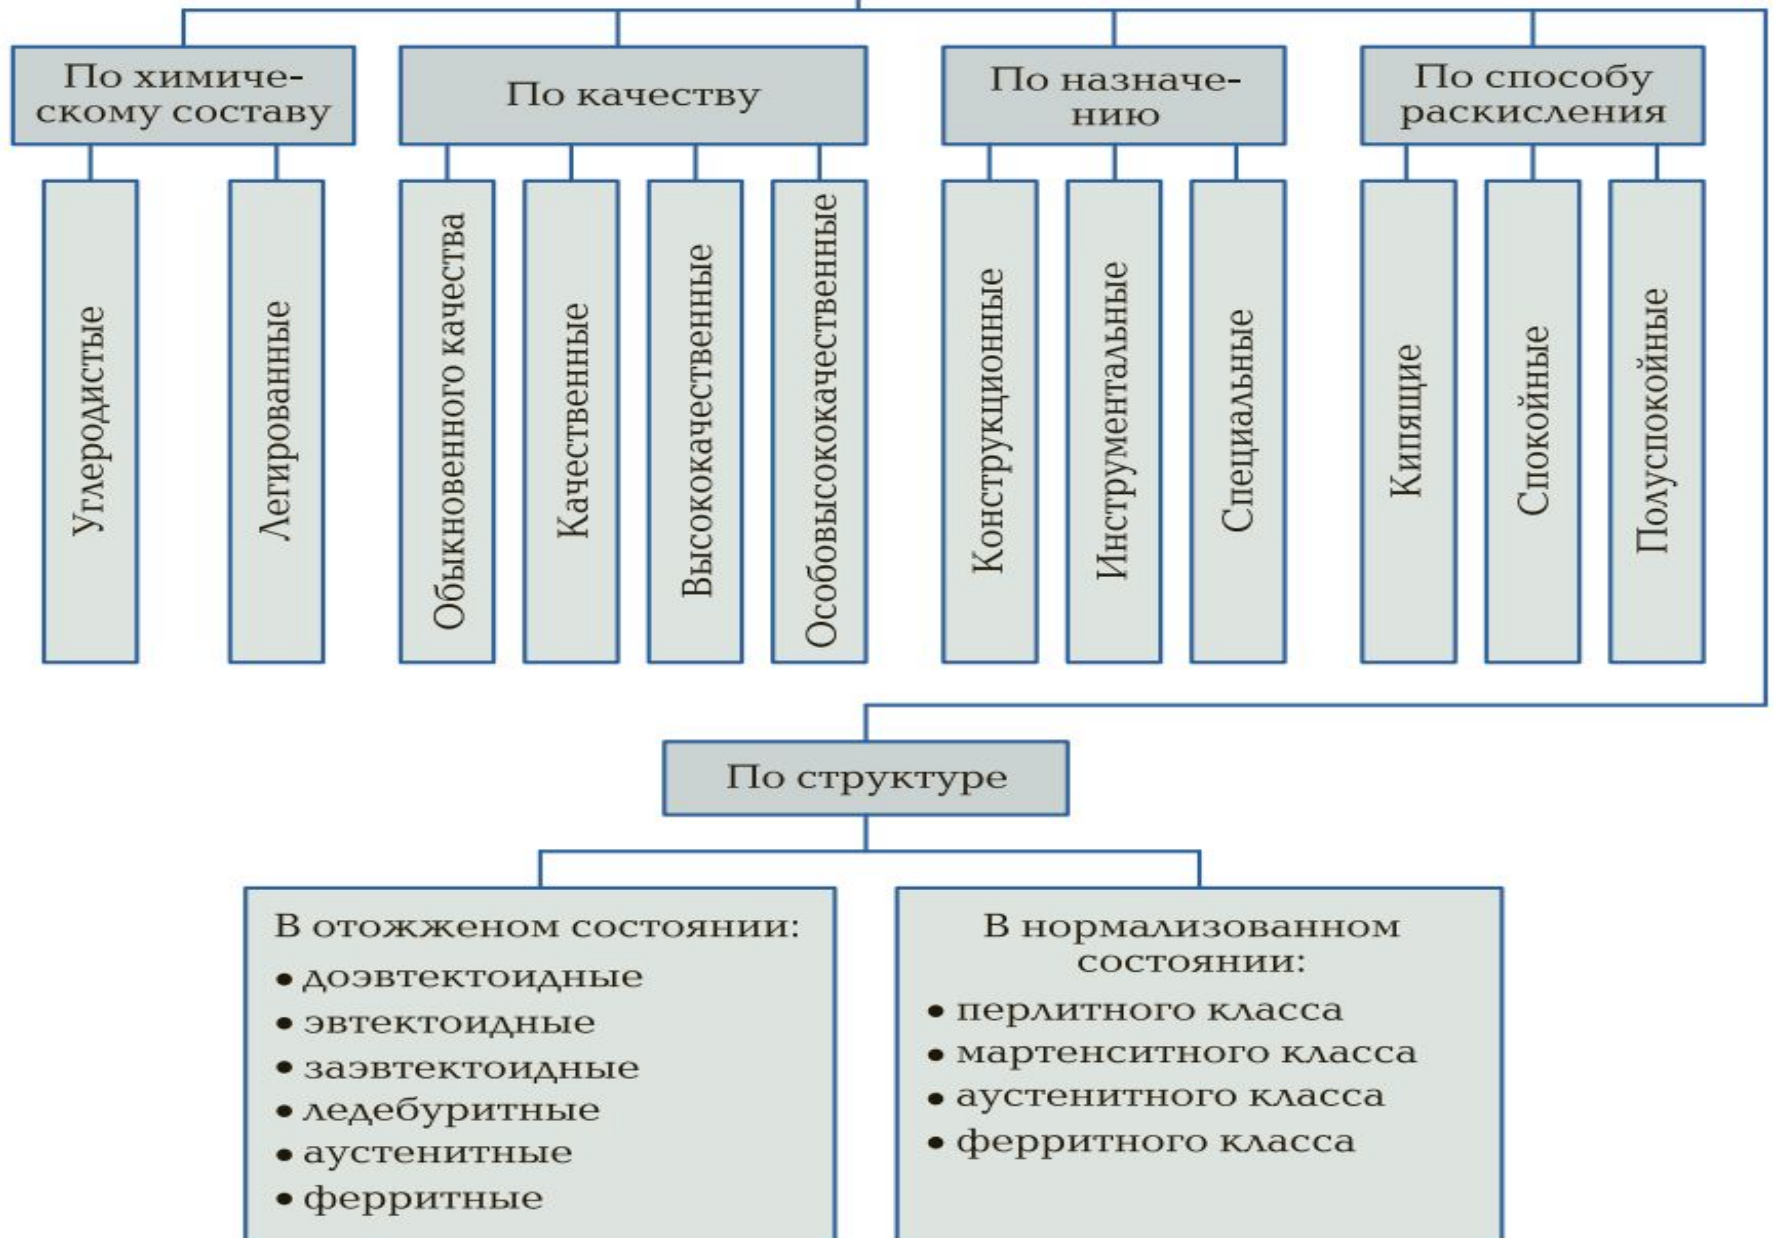 По химиче-
скому составу
По качеству
По назначе-
нию
По способу
раскисления
Углеродистые
Легированные
Обыкновенного качества
Качественные
Высококачественные
Особовысококачественные
Конструкционные
Инструментальные
Специальные
Кипящие
Спокойные
Полуспокойные
По структуре
В отожженом состоянии:
• доэвтектоидные
• эвтектоидные
• заэвтектоидные
• ледебуритные
• аустенитные
• ферритные
В нормализованном
состоянии:
• перлитного класса
• мартенситного класса
• аустенитного класса
• ферритного класса